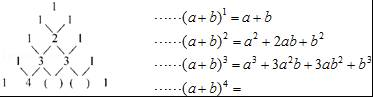 1
1 1 ······(a+b)¹=a+b
1 2 1 ······(a+b)²=a²+2ab+b²
1 3 3 1 ······(a+b)³=a³+3a²b+3ab²+b³
1 4 ( ) ( ) 1 ······(a+b)⁴=